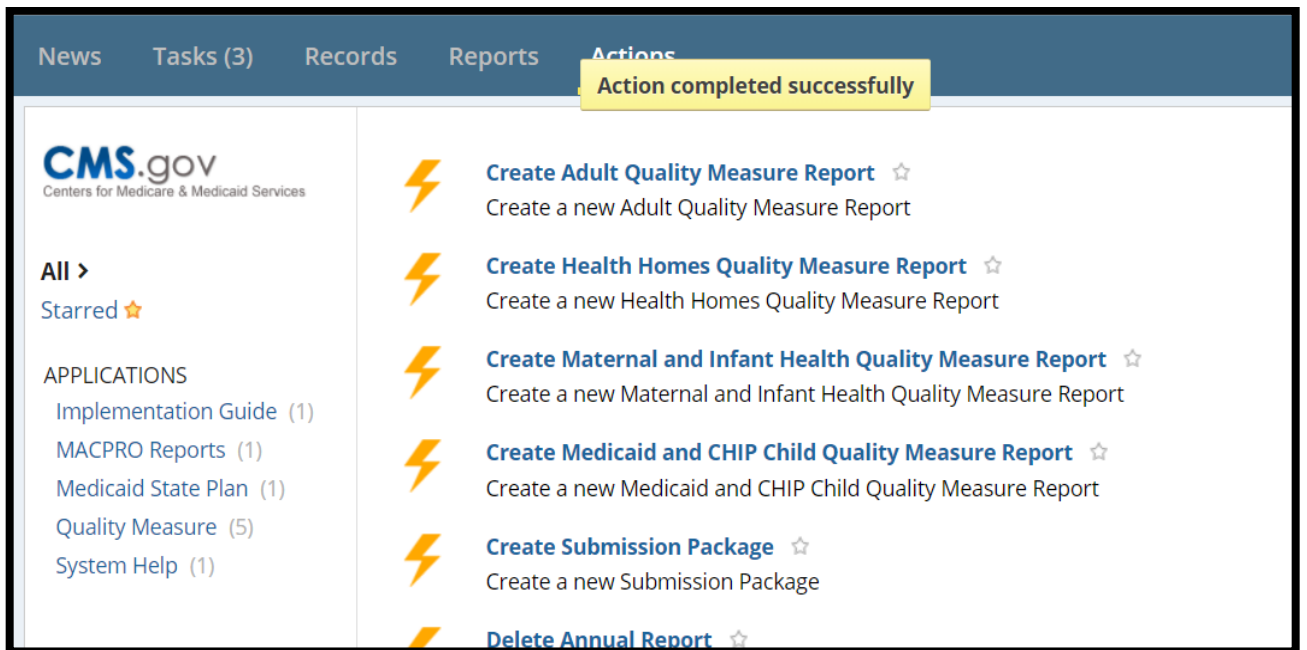 News Tasks (3) Records Reports Actions
Action completed successfully
CMS.gov
Centers for Medicare & Medicaid Services
All >
Starred
APPLICATIONS
Implementation Guide (1)
MACPRO Reports (1)
Medicaid State Plan (1)
Quality Measure (5)
System Help (1)
Create Adult Quality Measure Report
Create a new Adult Quality Measure Report
Create Health Homes Quality Measure Report
Create a new Health Homes Quality Measure Report
Create Maternal and Infant Health Quality Measure Report
Create a new Maternal and Infant Health Quality Measure Report
Create Medicaid and CHIP Child Quality Measure Report
Create a new Medicaid and CHIP Child Quality Measure Report
Create Submission Package
Create a new Submission Package
Delete Annual Report